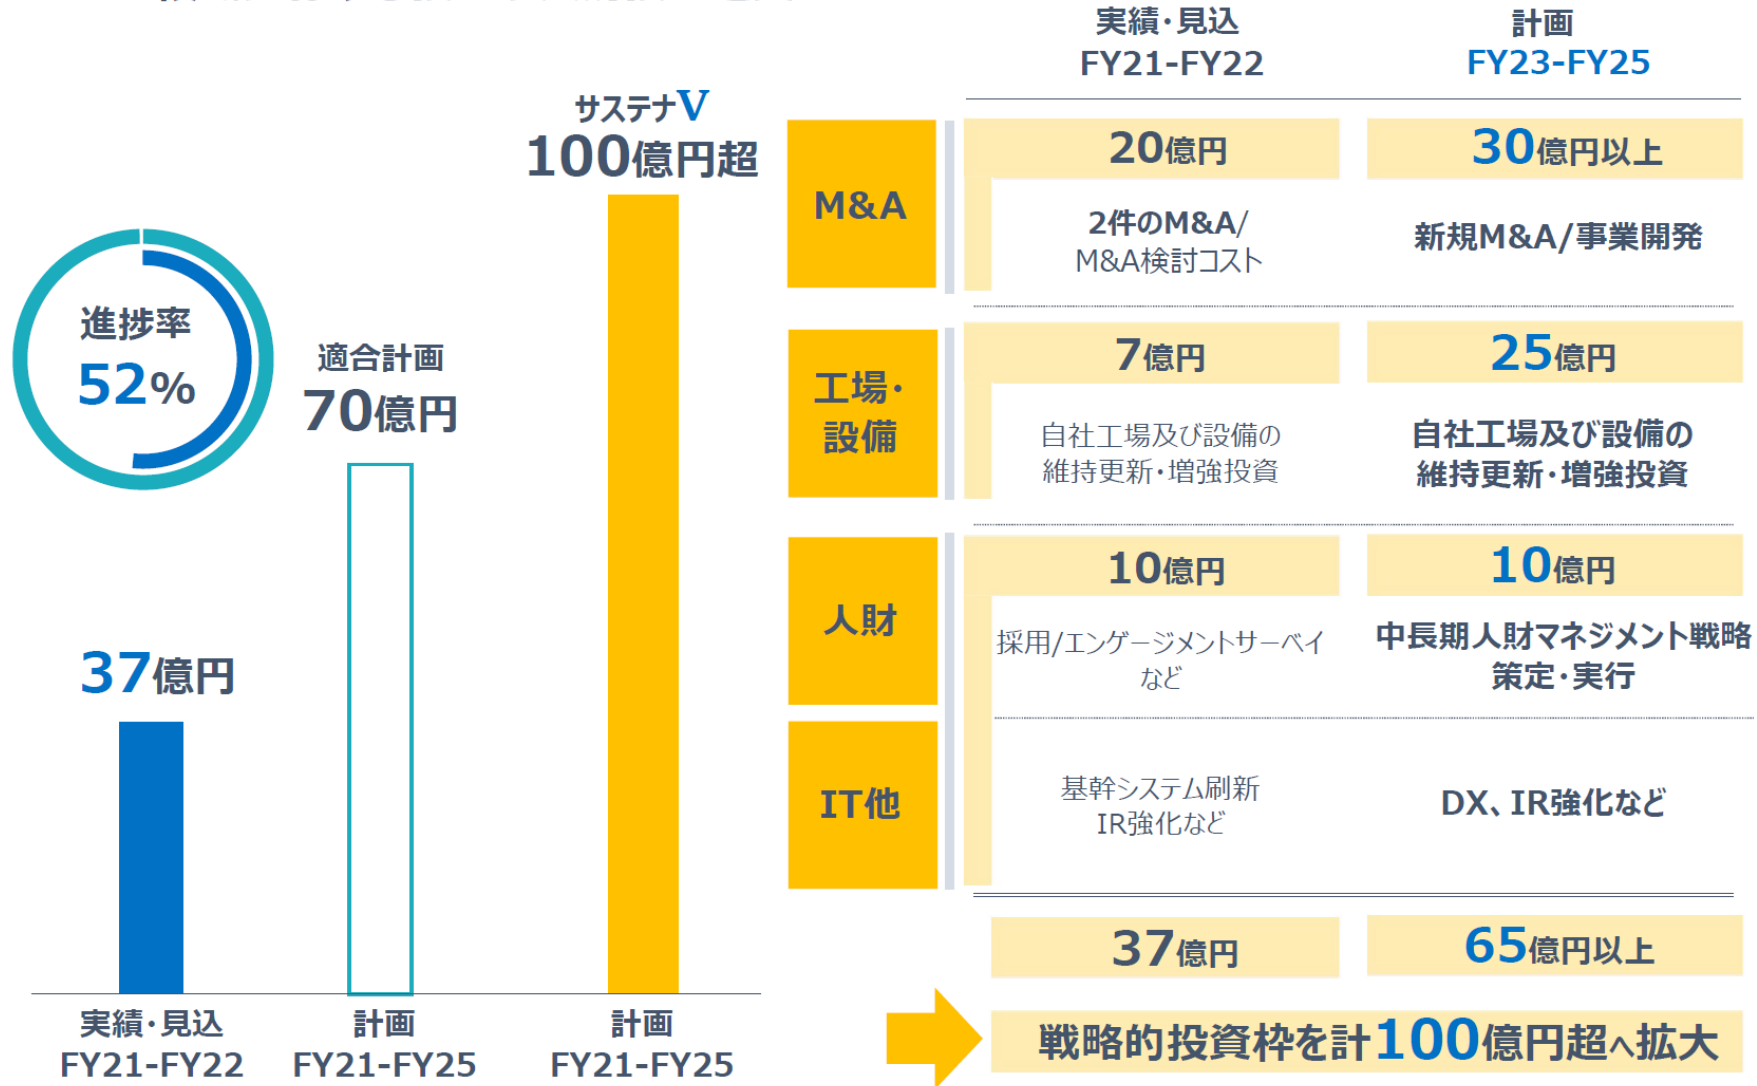 サステナV
100億円超
進捗率
52%
適合計画
70億円
37億円
実績・見込
FY21-FY22
計画
FY21-FY25
計画
FY21-FY25
実績・見込
FY21-FY22
計画
FY23-FY25
M&A
20億円
30億円以上
2件のM&A/
M&A検討コスト
新規M&A/事業開発
工場・
設備
7億円
25億円
自社工場及び設備の
維持更新・増強投資
自社工場及び設備の
維持更新・増強投資
人財
10億円
10億円
採用/エンゲージメントサーベイ
など
中長期人財マネジメント戦略
策定・実行
IT他
基幹システム刷新
IR強化など
DX、IR強化など
37億円
65億円以上
戦略的投資枠を計100億円超へ拡大